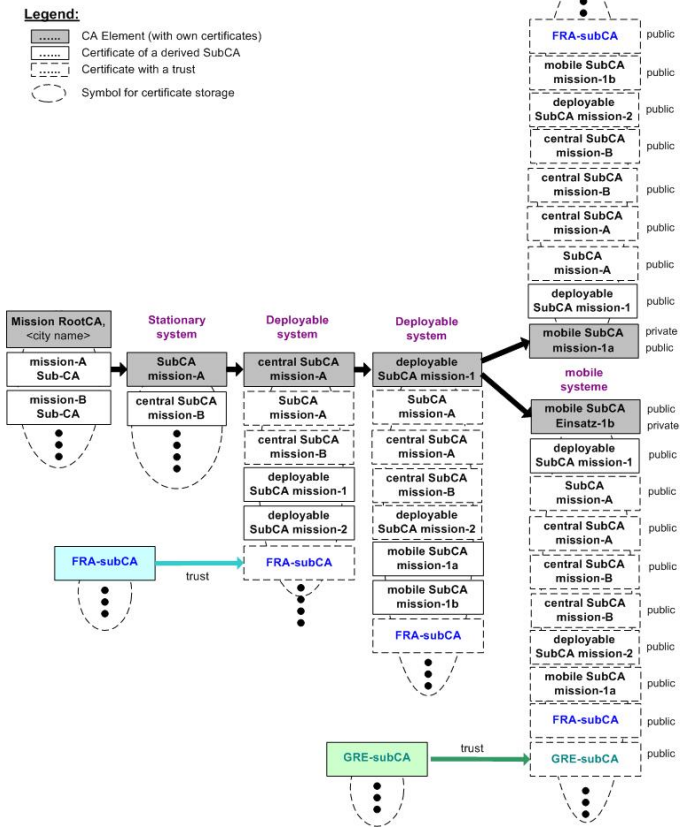 Legend:
...... CA Element (with own certificates)
...... Certificate of a derived SubCA
...... Certificate with a trust
Symbol for certificate storage
FRA-subCA public
mobile SubCA
mission-1b public
deployable
SubCA mission-2 public
central SubCA
mission-B public
central SubCA
mission-B public
central SubCA
mission-A public
SubCA
mission-A public
deployable
SubCA mission-1 public
mobile SubCA private
mission-1a public
Mission RootCA,
<city name>
mission-A
Sub-CA
mission-B
Sub-CA
Stationary
system
SubCA
mission-A
central SubCA
mission-B
Deployable
system
central SubCA
mission-A
SubCA
mission-A
central SubCA
mission-B
deployable
SubCA mission-1
deployable
SubCA mission-2
FRA-subCA
FRA-subCA
trust
Deployable
system
deployable
SubCA mission-1
SubCA
mission-A
central SubCA
mission-A
central SubCA
mission-B
deployable
SubCA mission-2
mobile SubCA
mission-1a
mobile SubCA
mission-1b
FRA-subCA
mobile
systeme
mobile SubCA public
Einsatz-1b private
deployable
SubCA mission-1 public
SubCA
mission-A public
central SubCA
mission-A public
central SubCA
mission-B public
central SubCA
mission-B public
deployable
SubCA mission-2 public
mobile SubCA
mission-1a public
FRA-subCA public
GRE-subCA public
GRE-subCA
trust